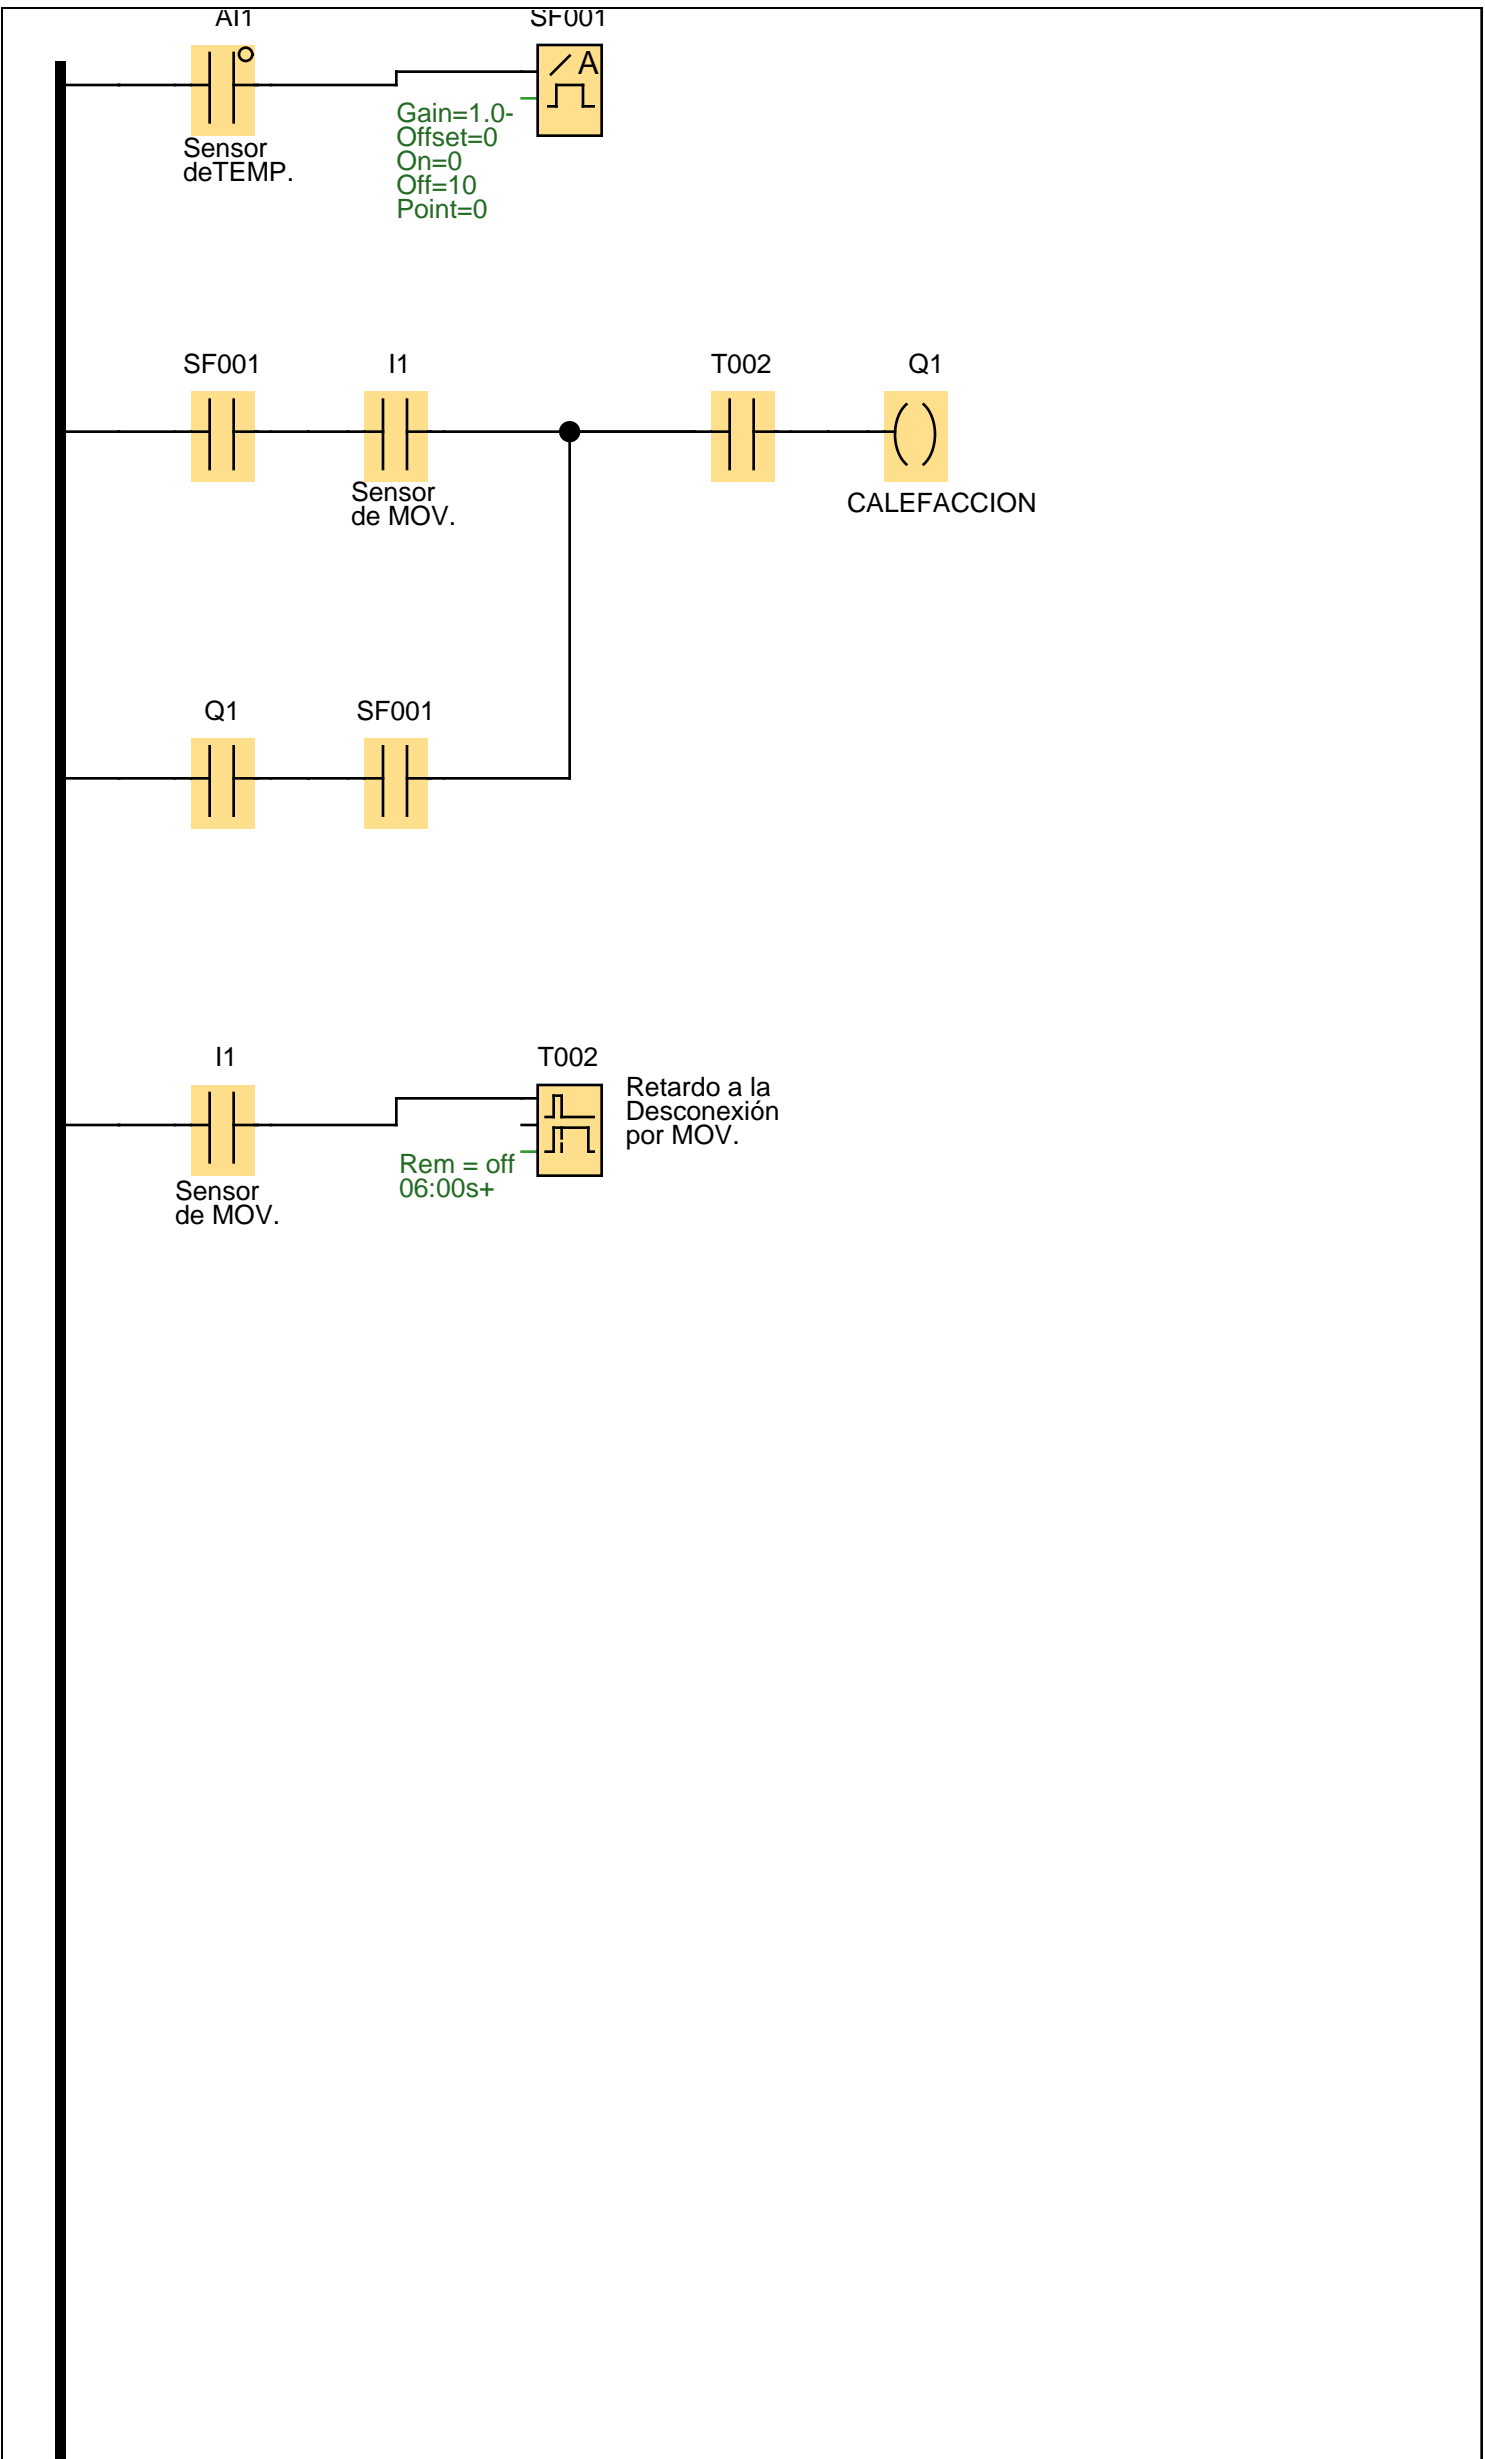 AI1
SF001
A
Gain=1.0-
Offset=0
On=0
Off=10
Point=0
Sensor
deTEMP.
SF001
I1
T002
Q1
Sensor
de MOV.
CALEFACCION
Q1
SF001
I1
T002
Retardo a la
Desconexión
por MOV.
Rem = off
06:00s+
Sensor
de MOV.